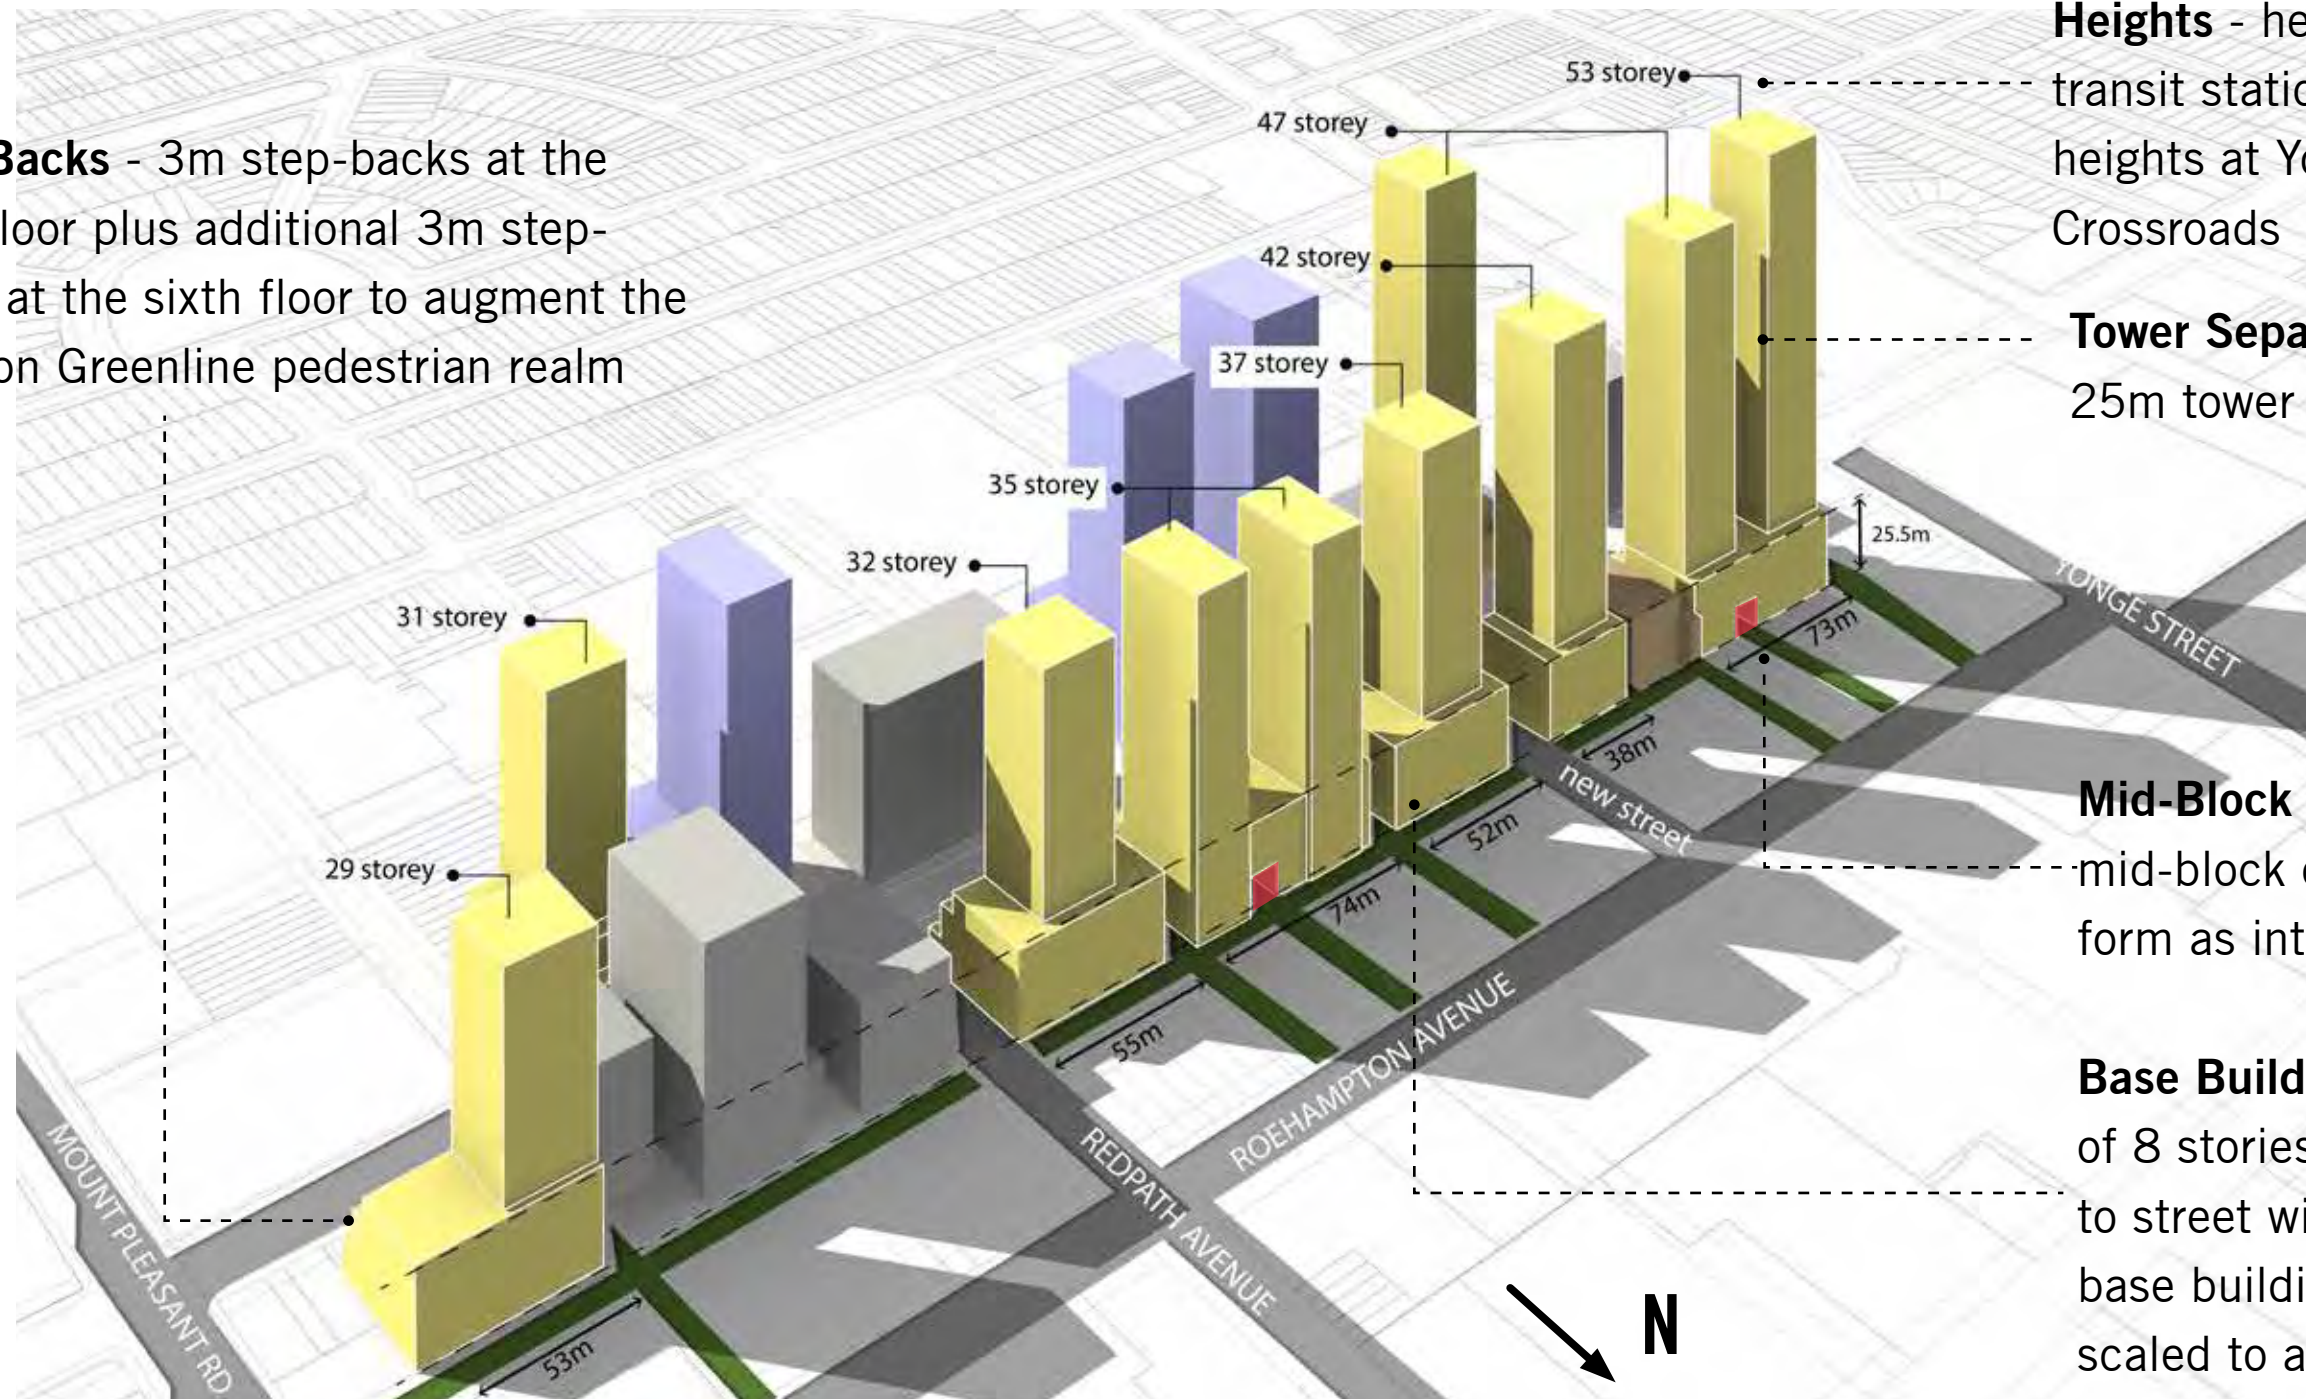 Backs - 3m step-backs at the
loor plus additional 3m step-
at the sixth floor to augment the
on Greenline pedestrian realm
Heights - he
transit static
heights at Yo
Crossroads
Tower Sepa
25m tower
Mid-Block
mid-block
form as int
Base Build
of 8 stories
to street wi
base buildi
scaled to a
53 storey
47 storey
42 storey
37 storey
35 storey
32 storey
31 storey
29 storey
25.5m
73m
38m
52m
74m
55m
53m
YONGE STREET
new street
ROEHAMPTON AVENUE
REDPATH AVENUE
MOUNT PLEASANT RD
N